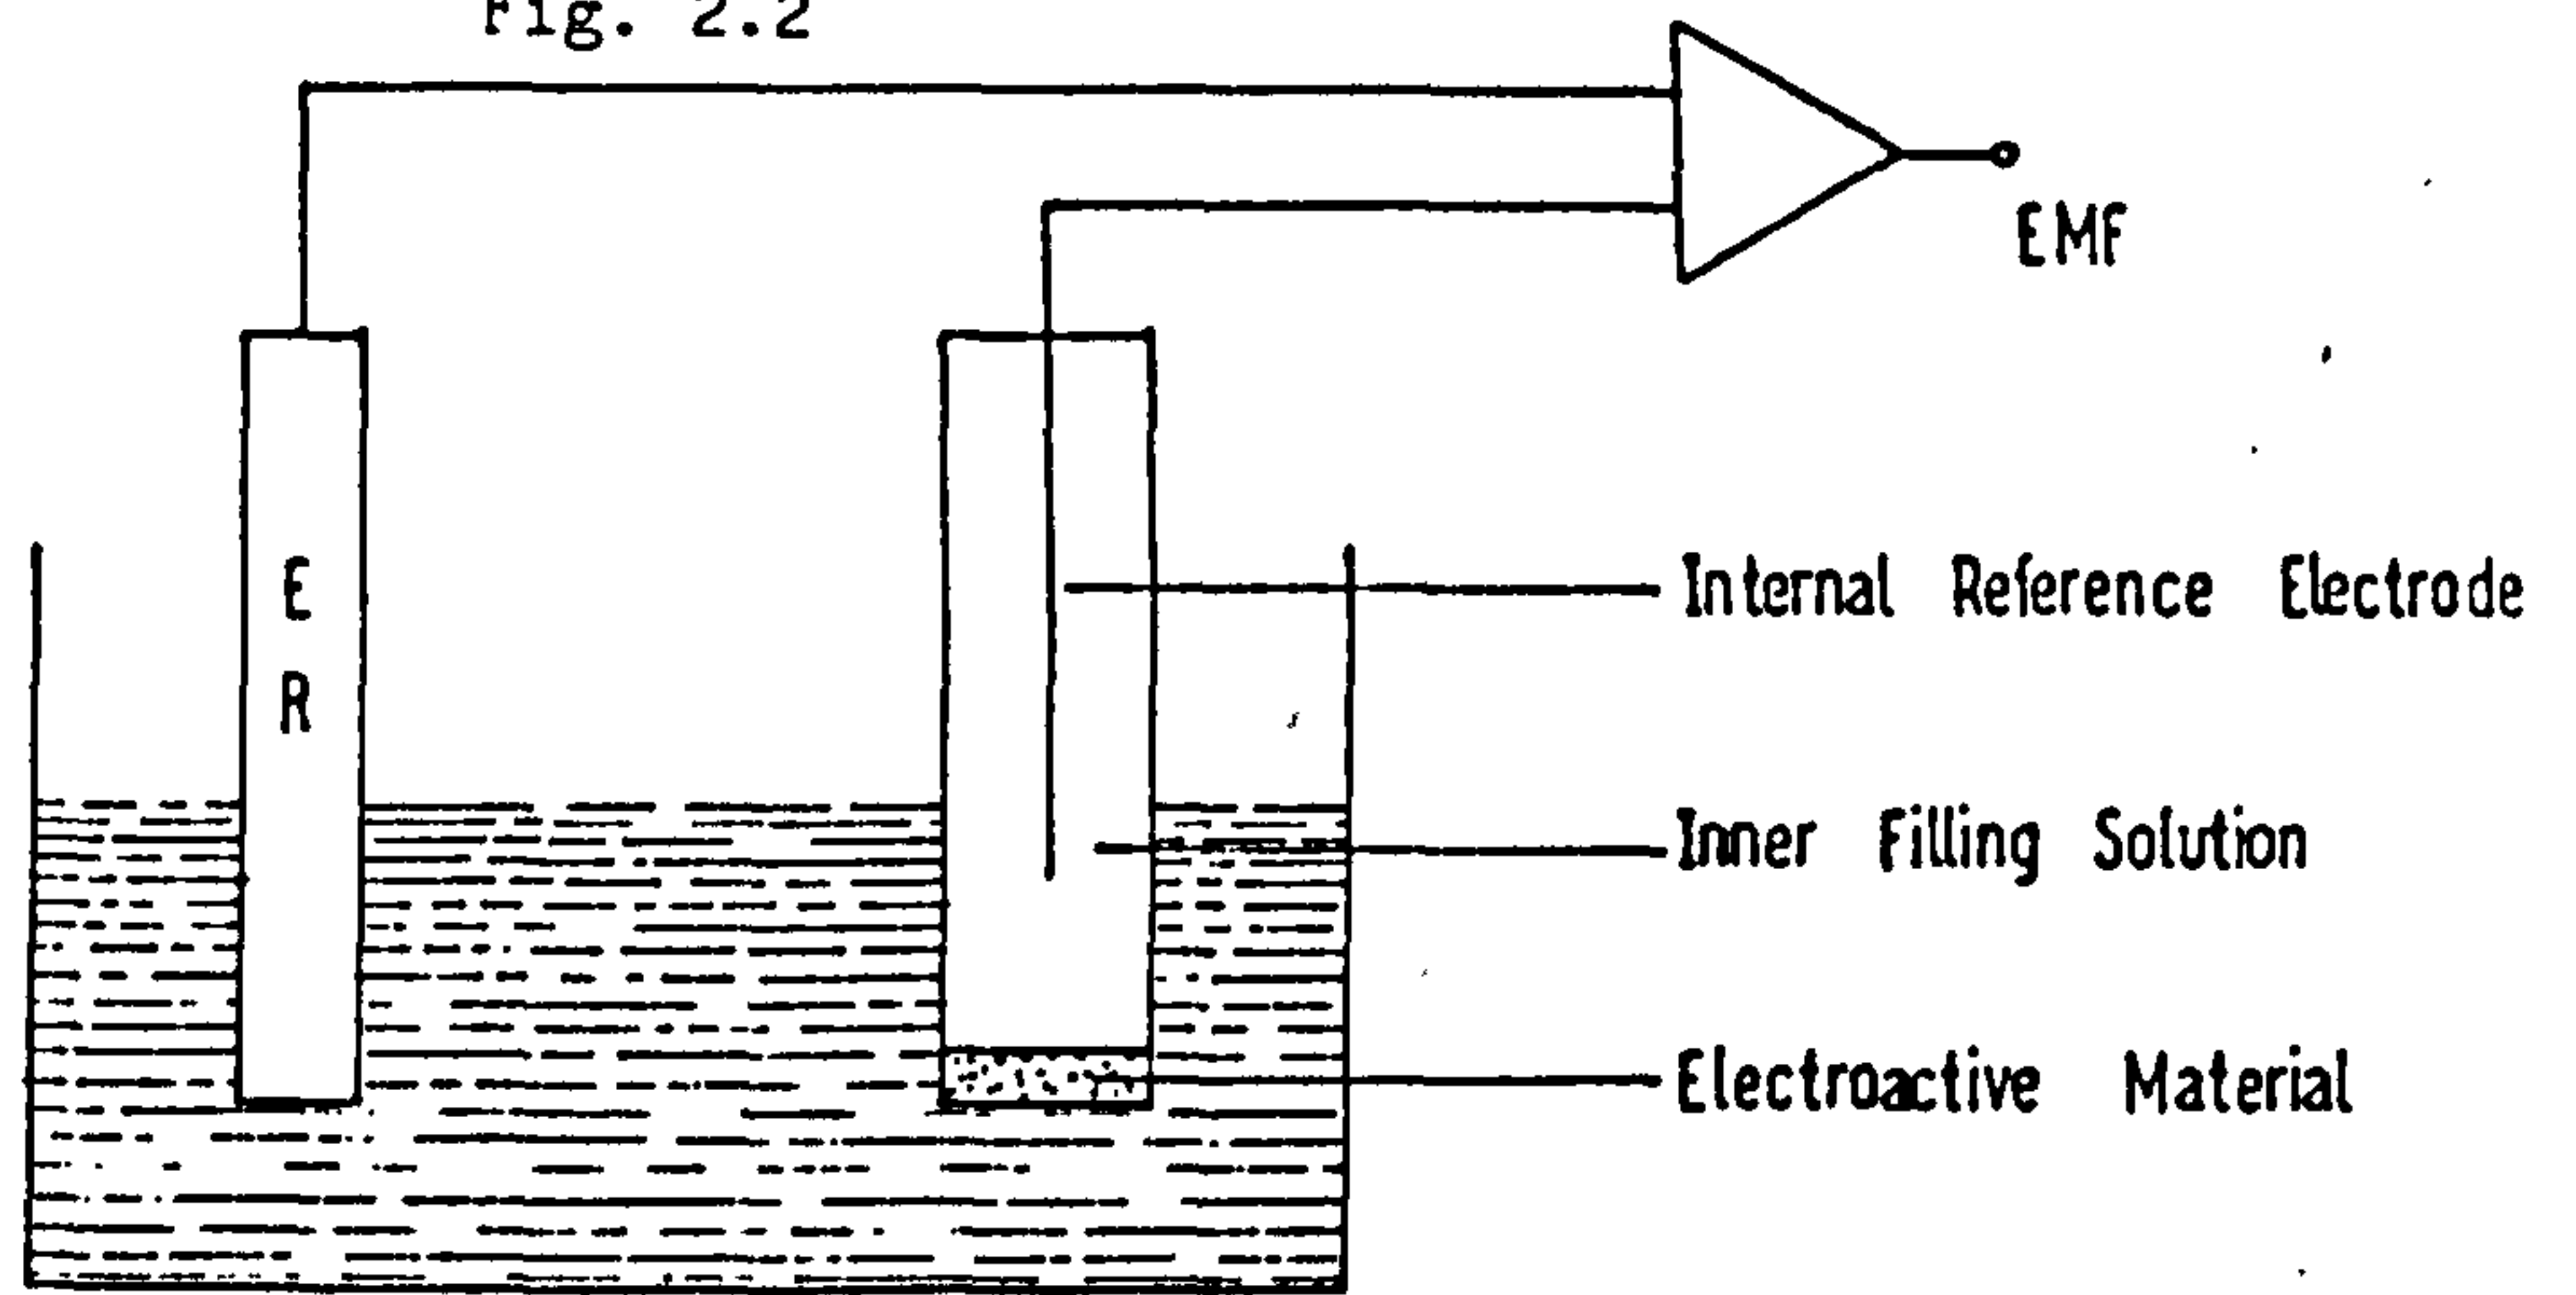 Fig. 2.2
EMF
E
R
Internal Reference Electrode
Inner Filling Solution
Electroactive Material